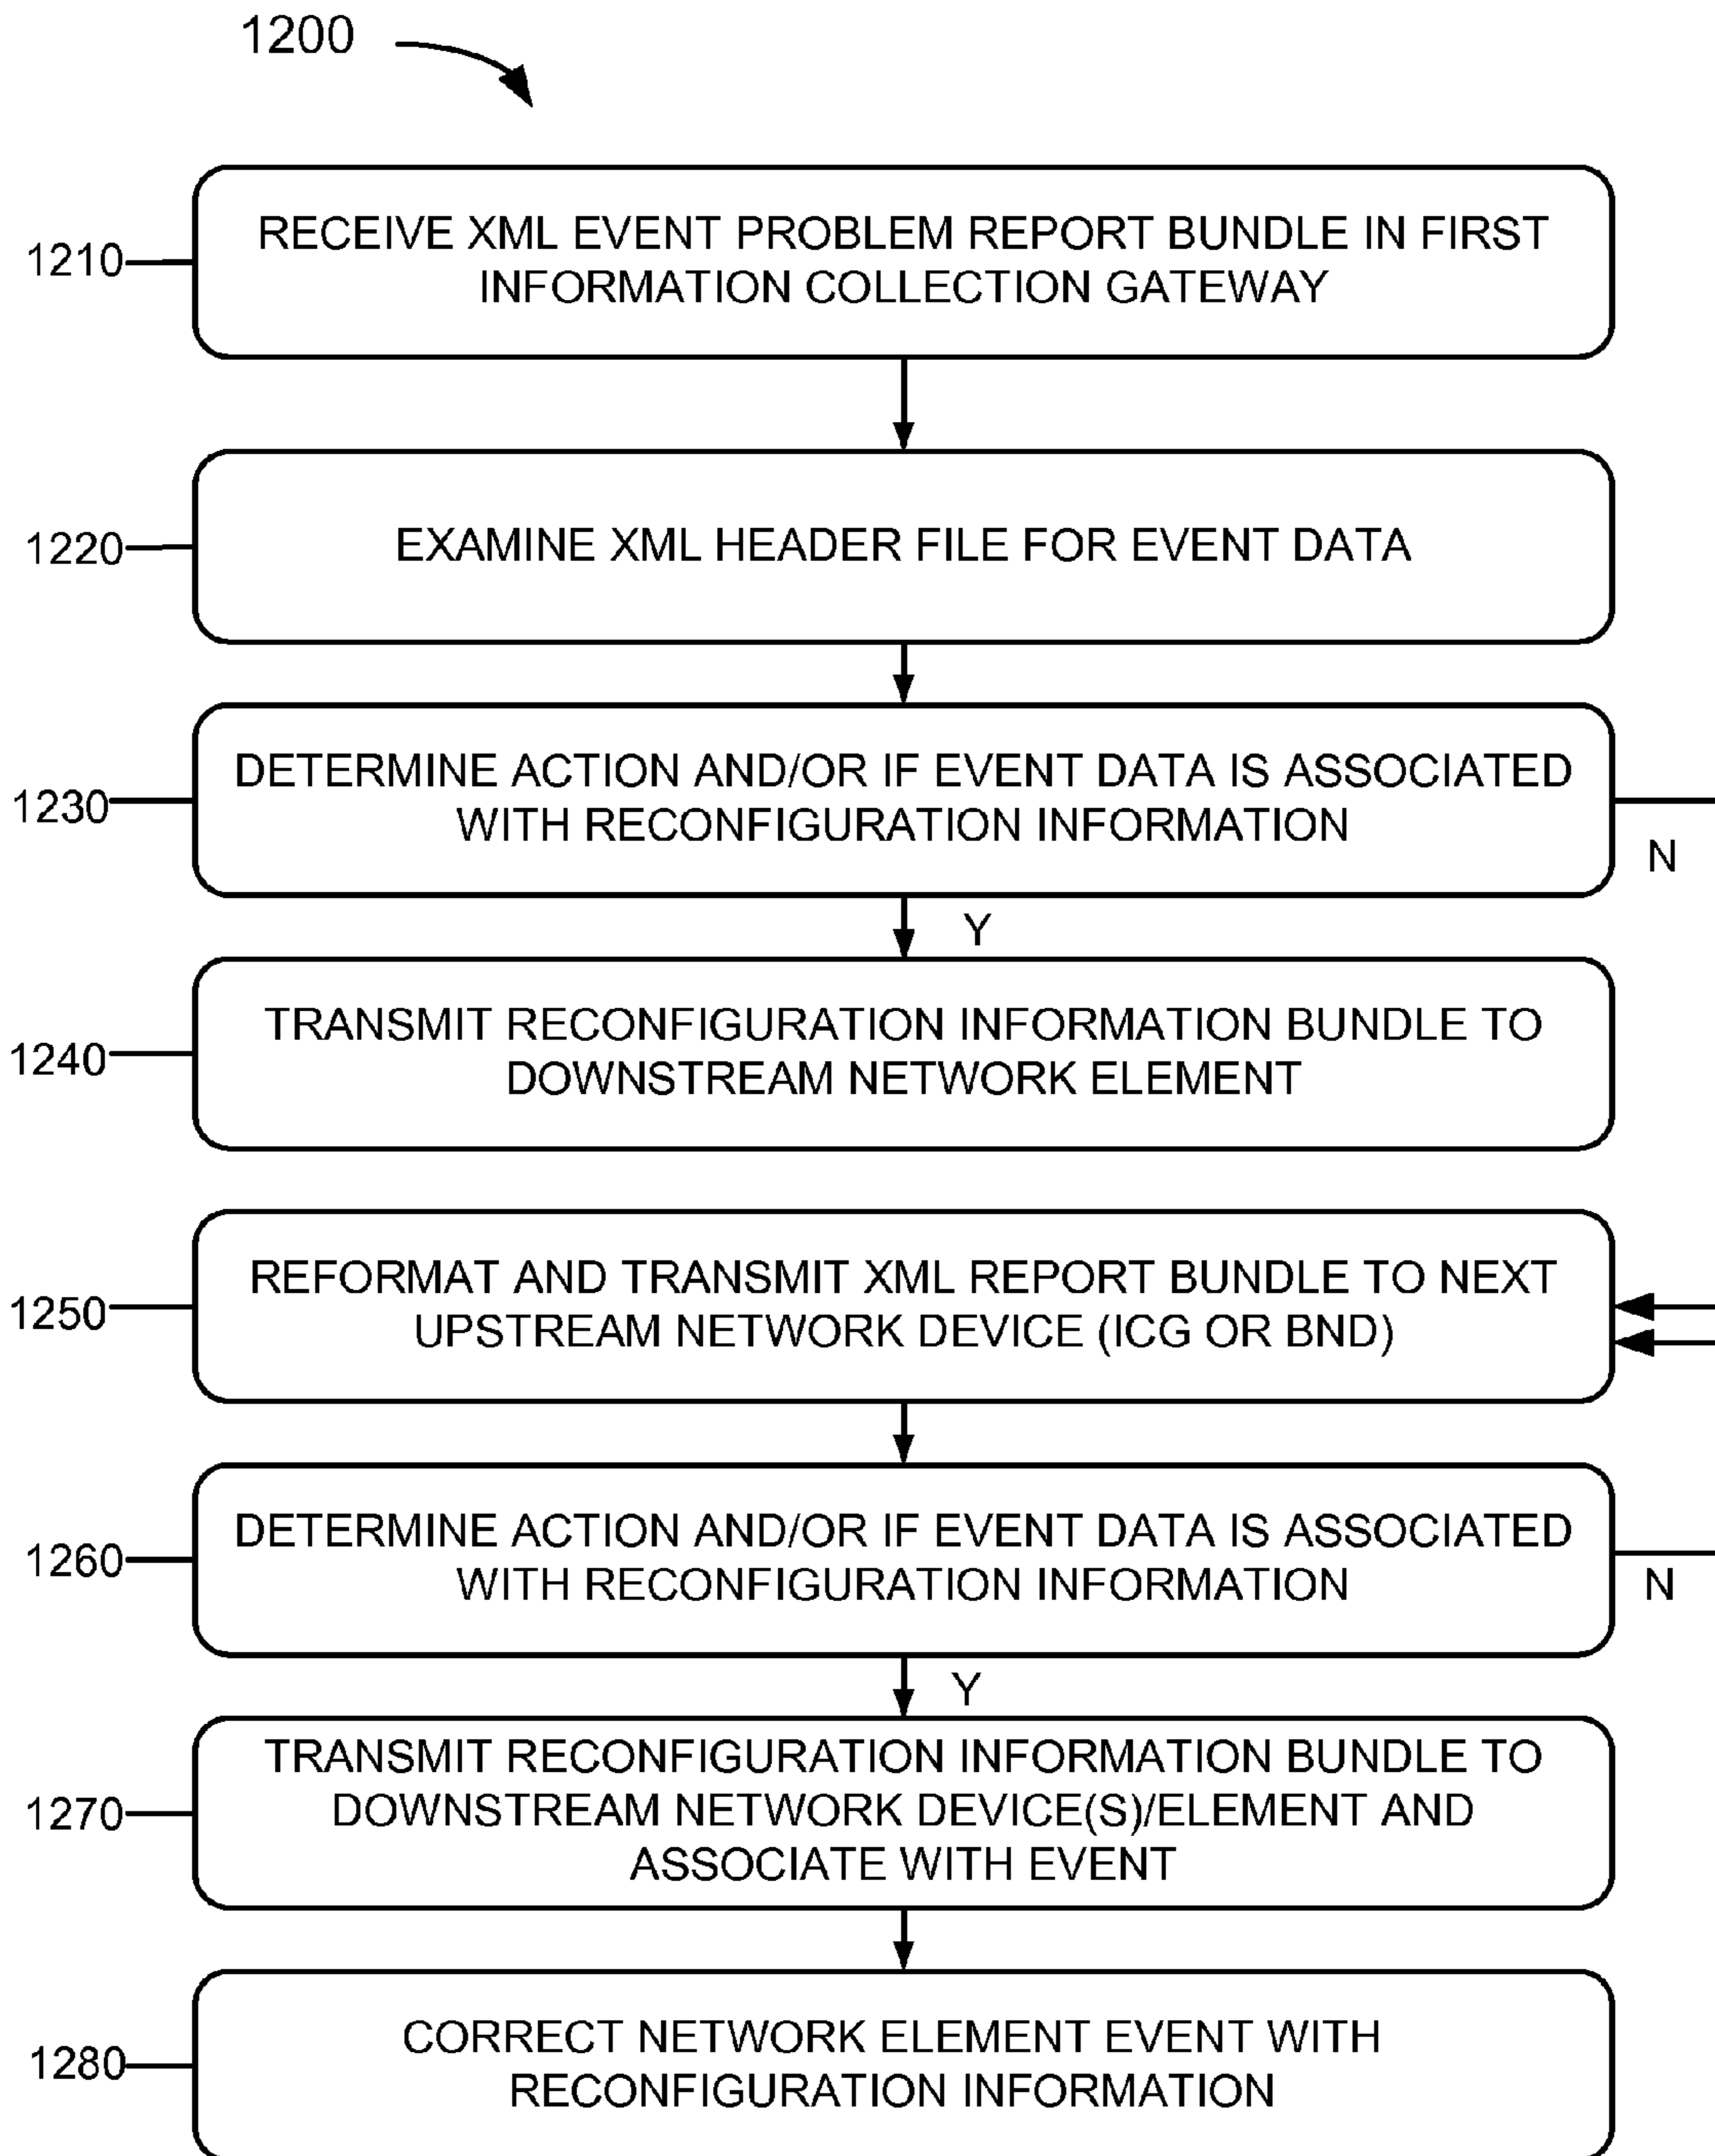 1200
1210
RECEIVE XML EVENT PROBLEM REPORT BUNDLE IN FIRST
INFORMATION COLLECTION GATEWAY
1220
EXAMINE XML HEADER FILE FOR EVENT DATA
1230
DETERMINE ACTION AND/OR IF EVENT DATA IS ASSOCIATED
WITH RECONFIGURATION INFORMATION
N
Y
1240
TRANSMIT RECONFIGURATION INFORMATION BUNDLE TO
DOWNSTREAM NETWORK ELEMENT
1250
REFORMAT AND TRANSMIT XML REPORT BUNDLE TO NEXT
UPSTREAM NETWORK DEVICE (ICG OR BND)
1260
DETERMINE ACTION AND/OR IF EVENT DATA IS ASSOCIATED
WITH RECONFIGURATION INFORMATION
N
Y
1270
TRANSMIT RECONFIGURATION INFORMATION BUNDLE TO
DOWNSTREAM NETWORK DEVICE(S)/ELEMENT AND
ASSOCIATE WITH EVENT
1280
CORRECT NETWORK ELEMENT EVENT WITH
RECONFIGURATION INFORMATION